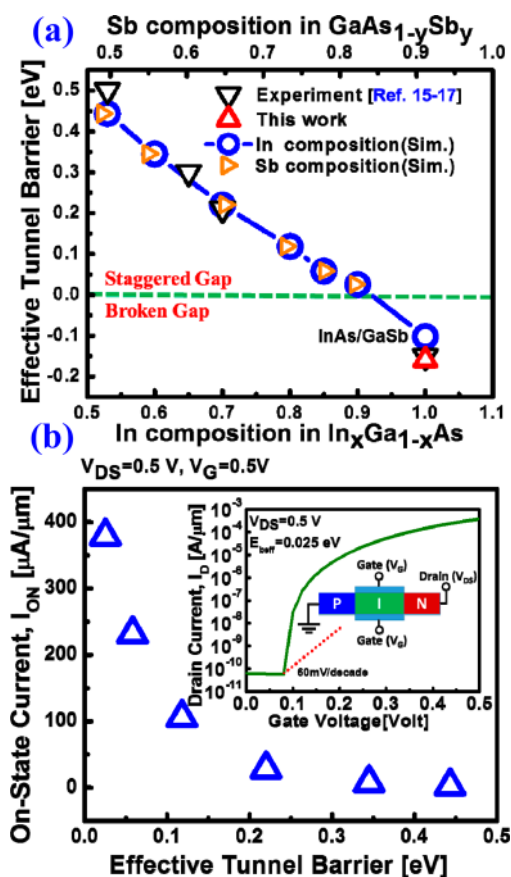 (a)
Sb composition in GaAs1-ySby
0.5 0.6 0.7 0.8 0.9 1.0
Effective Tunnel Barrier [eV]
0.5
0.4
0.3
0.2
0.1
0.0
-0.1
-0.2
Experiment [Ref. 15-17]
This work
In composition(Sim.)
Sb composition(Sim.)
Staggered Gap
Broken Gap
InAs/GaSb
0.5 0.6 0.7 0.8 0.9 1.0 1.1
In composition in InxGa1-xAs
(b)
VDS=0.5 V, VG=0.5V
On-State Current, ION [µA/µm]
400
300
200
100
0
Drain Current, ID [A/µm]
10-3
10-4
10-5
10-6
10-7
10-8
10-9
10-10
10-11
VDS=0.5 V
Ebeff=0.025 eV
Gate (VG)
Drain (VDS)
P I N
Gate (VG)
60mV/decade
0.0 0.1 0.2 0.3 0.4 0.5
Gate Voltage[Volt]
0.0 0.1 0.2 0.3 0.4 0.5
Effective Tunnel Barrier [eV]